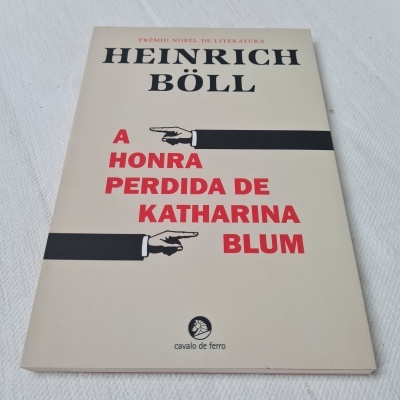 PRÉMIO NOBEL DE LITERATURA
HEINRICH
BÖLL
A
HONRA
PERDIDA DE
KATHARINA
BLUM
cavalo de ferro